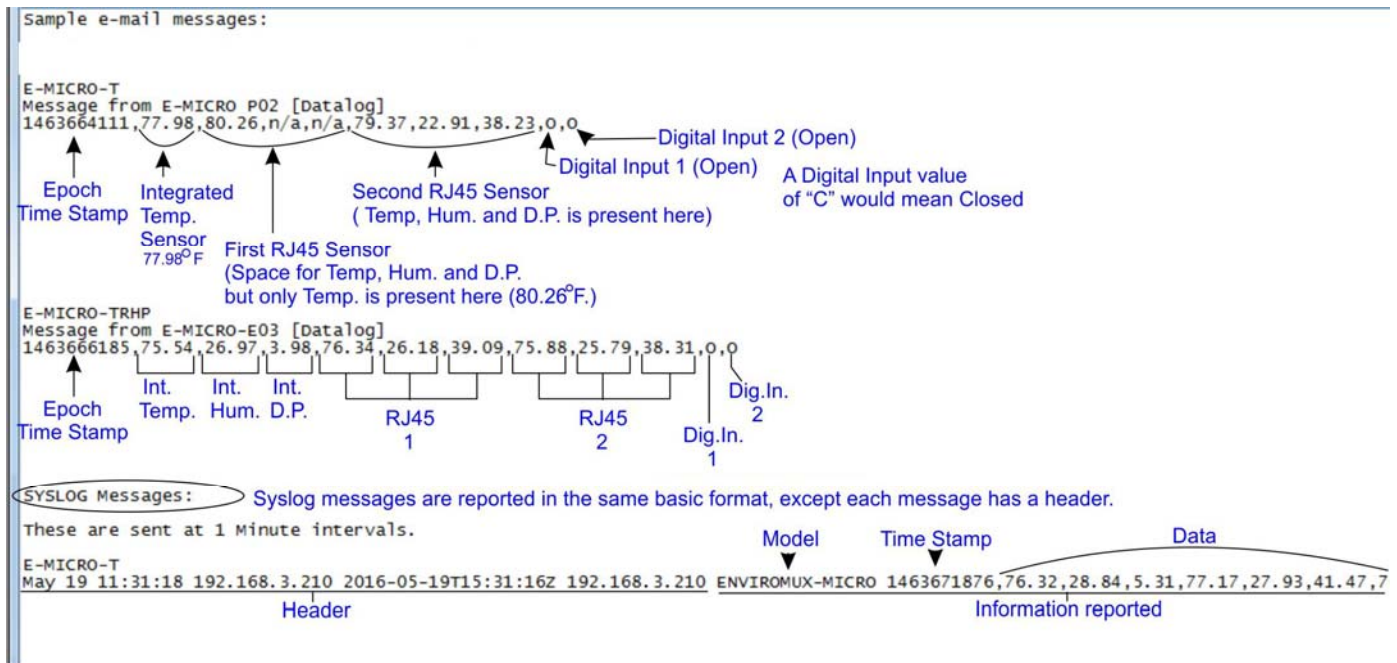 Sample e-mail messages:
E-MICRO-T
Message from E-MICRO P02 [Datalog]
1463664111,77.98,80.26,n/a,n/a,79.37,22.91,38.23,o,o
Digital Input 2 (Open)
Digital Input 1 (Open)
A Digital Input value
of “C” would mean Closed
Epoch
Time Stamp
Integrated
Temp.
Sensor
77.98°F
Second RJ45 Sensor
( Temp, Hum. and D.P. is present here)
First RJ45 Sensor
(Space for Temp, Hum. and D.P.
but only Temp. is present here (80.26°F.)
E-MICRO-TRHP
Message from E-MICRO-E03 [Datalog]
1463666185,75.54,26.97,3.98,76.34,26.18,39.09,75.88,25.79,38.31,o,o
Epoch
Time Stamp
Int.
Temp.
Int.
Hum.
Int.
D.P.
RJ45
1
RJ45
2
Dig.In.
1
Dig.In.
2
SYSLOG Messages:
Syslog messages are reported in the same basic format, except each message has a header.
These are sent at 1 Minute intervals.
Model
Time Stamp
Data
E-MICRO-T
May 19 11:31:18 192.168.3.210 2016-05-19T15:31:16Z 192.168.3.210 ENVIROMUX-MICRO 1463671876,76.32,28.84,5.31,77.17,27.93,41.47,7
Header
Information reported